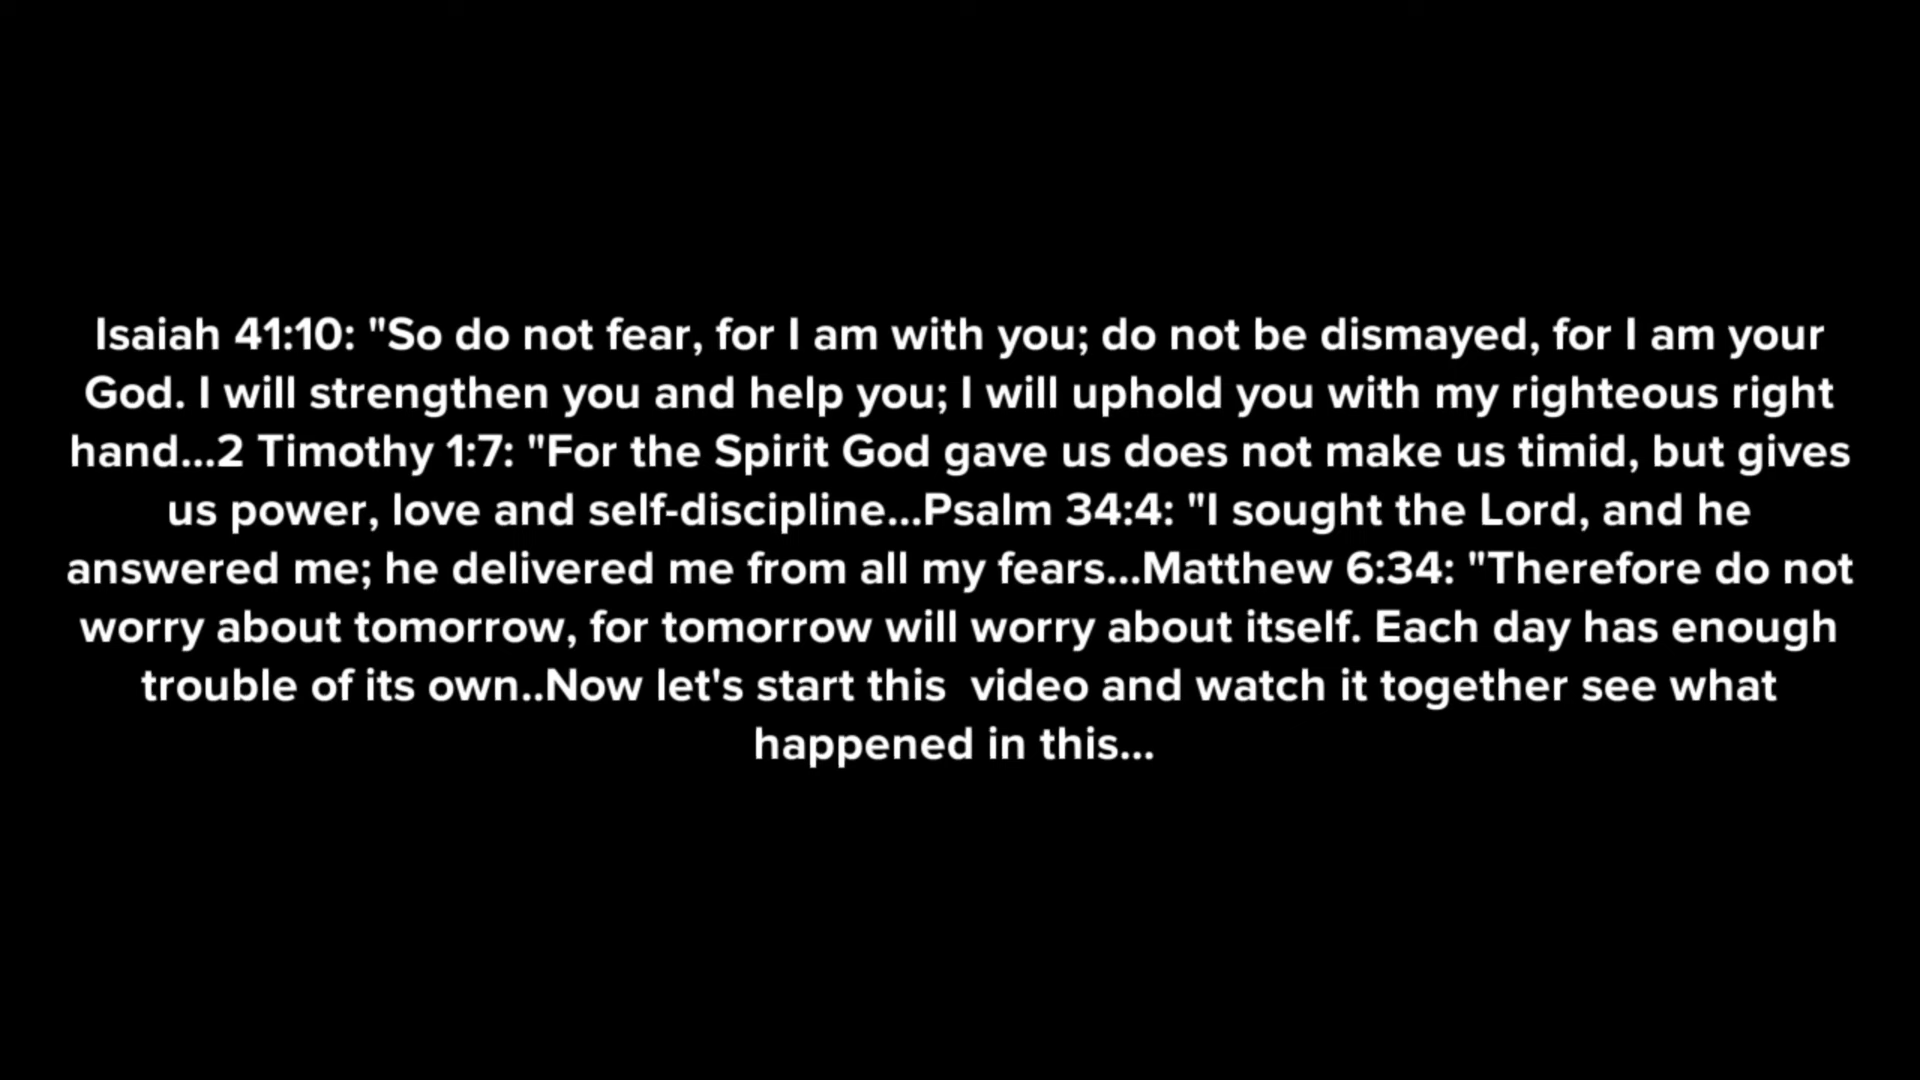 Isaiah 41:10: "So do not fear, for I am with you; do not be dismayed, for I am your
God. I will strengthen you and help you; I will uphold you with my righteous right
hand...2 Timothy 1:7: "For the Spirit God gave us does not make us timid, but gives
us power, love and self-discipline...Psalm 34:4: "I sought the Lord, and he
answered me; he delivered me from all my fears...Matthew 6:34: "Therefore do not
worry about tomorrow, for tomorrow will worry about itself. Each day has enough
trouble of its own..Now let's start this  video and watch it together see what
happened in this...